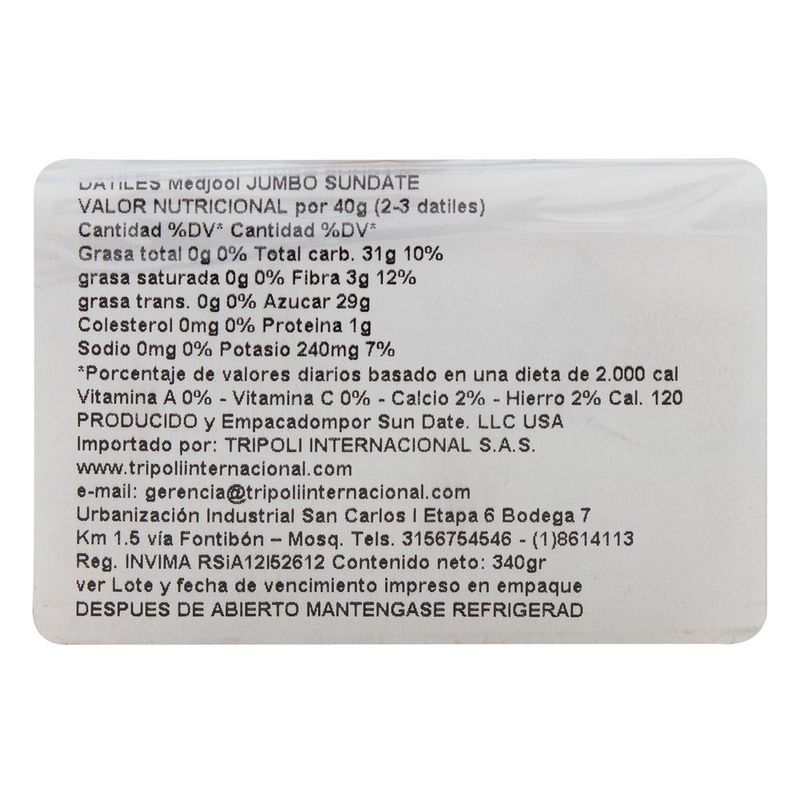 DATILES Medjool JUMBO SUNDATE
VALOR NUTRICIONAL por 40g (2-3 datiles)
Cantidad %DV* Cantidad %DV*
Grasa total 0g 0% Total carb. 31g 10%
grasa saturada 0g 0% Fibra 3g 12%
grasa trans. 0g 0% Azucar 29g
Colesterol 0mg 0% Proteina 1g
Sodio 0mg 0% Potasio 240mg 7%
*Porcentaje de valores diarios basado en una dieta de 2.000 cal
Vitamina A 0% - Vitamina C 0% - Calcio 2% - Hierro 2% Cal. 120
PRODUCIDO y Empacadompor Sun Date. LLC USA
Importado por: TRIPOLI INTERNACIONAL S.A.S.
www.tripoliinternacional.com
e-mail: gerencia@tripoliinternacional.com
Urbanización Industrial San Carlos I Etapa 6 Bodega 7
Km 1.5 vía Fontibón – Mosq. Tels. 3156754546 - (1)8614113
Reg. INVIMA RSiA12I52612 Contenido neto: 340gr
ver Lote y fecha de vencimiento impreso en empaque
DESPUES DE ABIERTO MANTENGASE REFRIGERAD